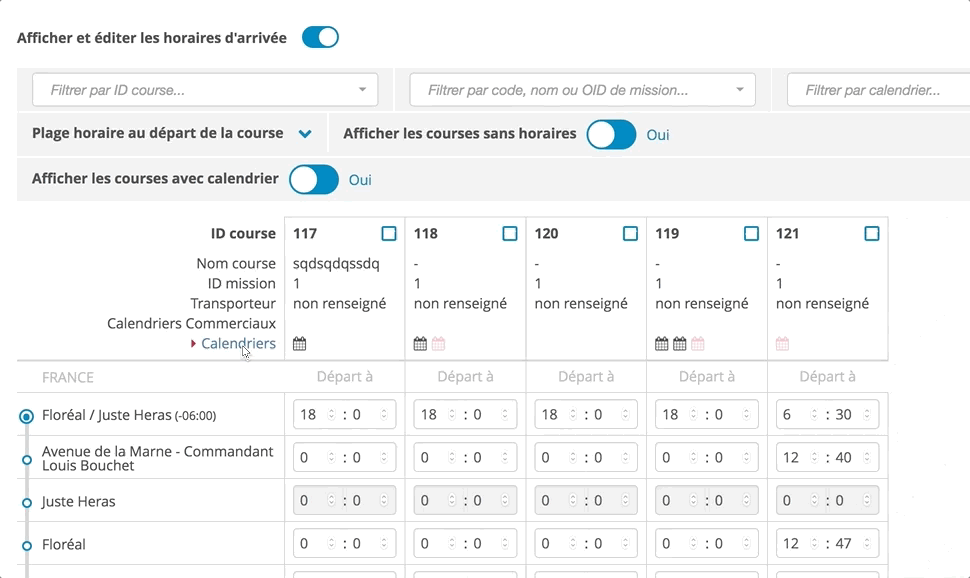 Afficher et éditer les horaires d'arrivée
Filtrer par ID course... Filtrer par code, nom ou OID de mission... Filtrer par calendrier...
Plage horaire au départ de la course Afficher les courses sans horaires Oui
Afficher les courses avec calendrier Oui
ID course 117 118 120 119 121
Nom course sqdsqdqssdq - - - -
ID mission 1 1 1 1 1
Transporteur non renseigné non renseigné non renseigné non renseigné non renseigné
Calendriers Commerciaux
Calendriers
FRANCE Départ à Départ à Départ à Départ à Départ à
Floréal / Juste Heras (-06:00) 18 : 0 18 : 0 18 : 0 18 : 0 6 : 30
Avenue de la Marne - Commandant
Louis Bouchet 0 : 0 0 : 0 0 : 0 0 : 0 12 : 40
Juste Heras 0 : 0 0 : 0 0 : 0 0 : 0 0 : 0
Floréal 0 : 0 0 : 0 0 : 0 0 : 0 12 : 47